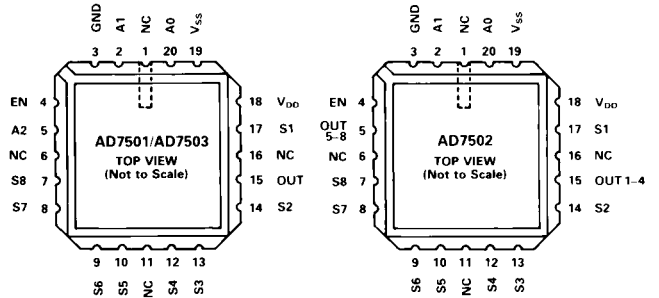 GND A1 NC A0 VSS
3 2 1 20 19
EN 4
A2 5
NC 6
S8 7
S7 8
AD7501/AD7503
TOP VIEW
(Not to Scale)
18 VDD
17 S1
16 NC
15 OUT
14 S2
9 10 11 12 13
S6 S5 NC S4 S3
GND A1 NC A0 VSS
3 2 1 20 19
EN 4
OUT
5–8 5
NC 6
S8 7
S7 8
AD7502
TOP VIEW
(Not to Scale)
18 VDD
17 S1
16 NC
15 OUT 1–4
14 S2
9 10 11 12 13
S6 S5 NC S4 S3